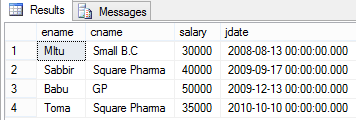 Results Messages
ename cname salary jdate
1 Mltu Small B.C 30000 2008-08-13 00:00:00.000
2 Sabbir Square Pharma 40000 2009-09-17 00:00:00.000
3 Babu GP 50000 2009-12-13 00:00:00.000
4 Toma Square Pharma 35000 2010-10-10 00:00:00.000